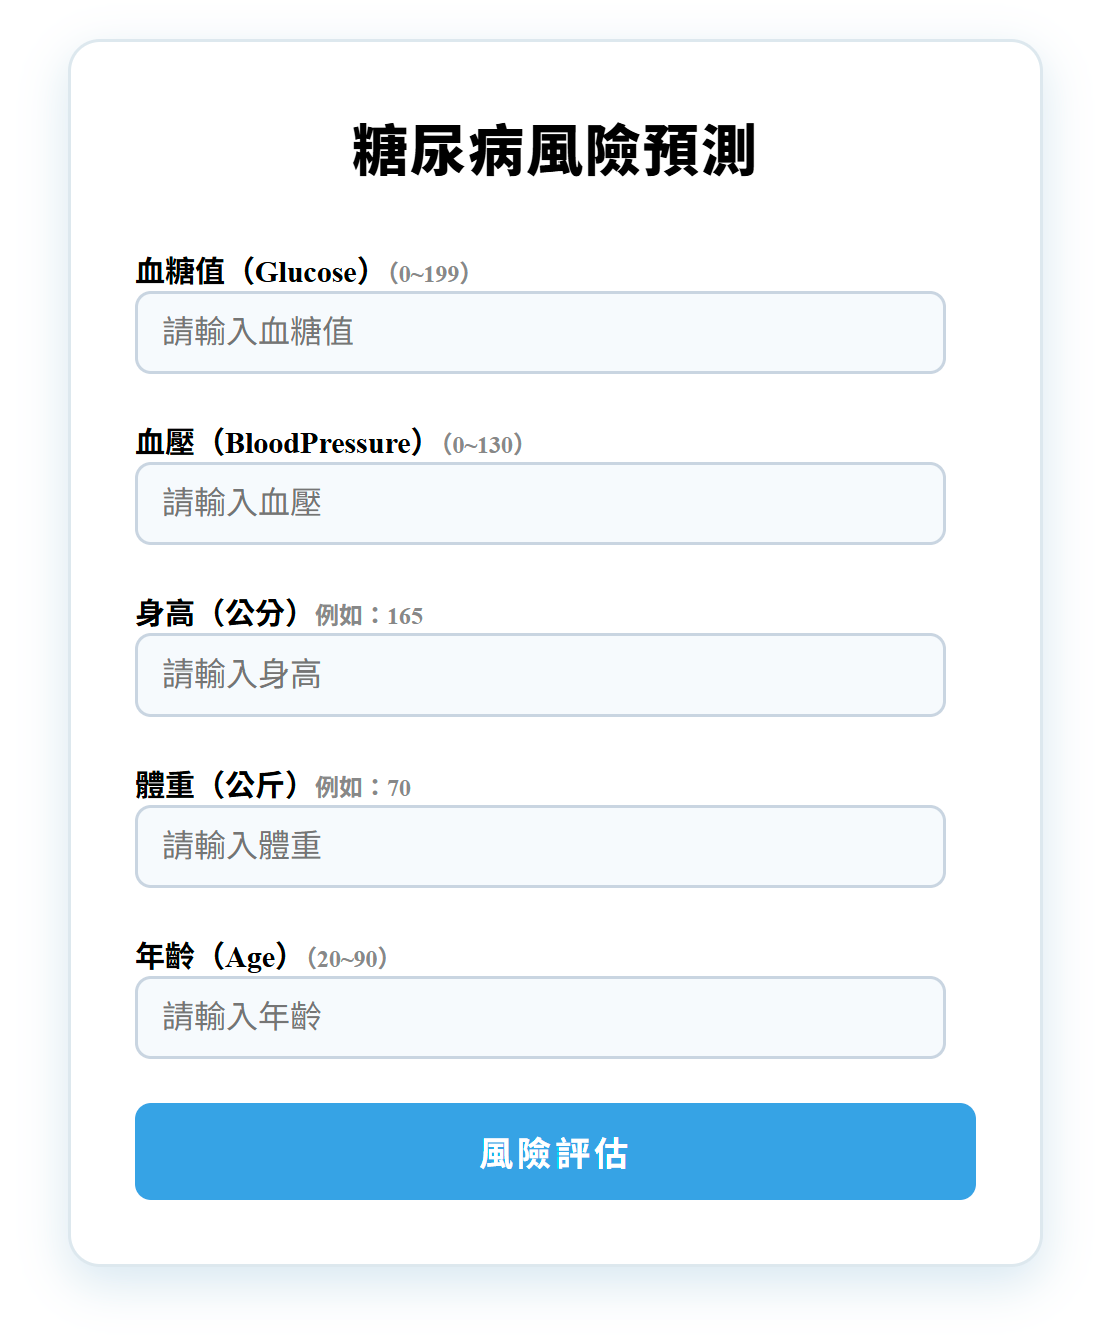 糖尿病風險預測
血糖值（Glucose）（0~199）
請輸入血糖值
血壓（BloodPressure）（0~130）
請輸入血壓
身高（公分）例如：165
請輸入身高
體重（公斤）例如：70
請輸入體重
年齡（Age）（20~90）
請輸入年齡
風險評估